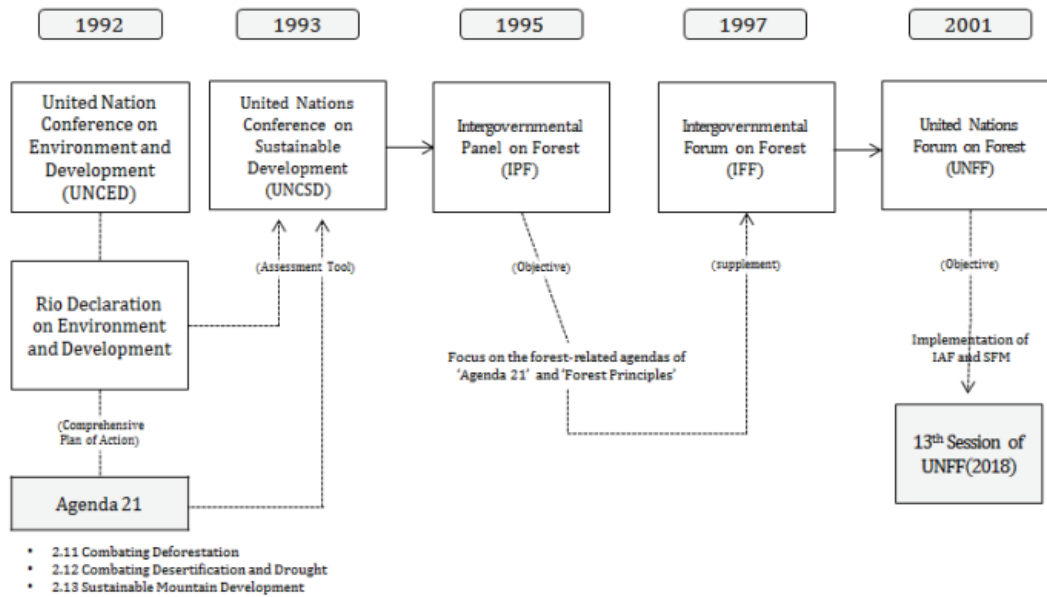 1992
1993
1995
1997
2001
United Nation
Conference on
Environment and
Development
(UNCED)
United Nations
Conference on
Sustainable
Development
(UNCSD)
Intergovernmental
Panel on Forest
(IPF)
Intergovernmental
Forum on Forest
(IFF)
United Nations
Forum on Forest
(UNFF)
(Assessment Tool)
(Objective)
(supplement)
(Objective)
Rio Declaration
on Environment
and Development
Focus on the forest-related agendas of
'Agenda 21' and 'Forest Principles'
Implementation of
IAF and SFM
(Comprehensive
Plan of Action)
13th Session of
UNFF(2018)
Agenda 21
• 2.11 Combating Deforestation
• 2.12 Combating Desertification and Drought
• 2.13 Sustainable Mountain Development